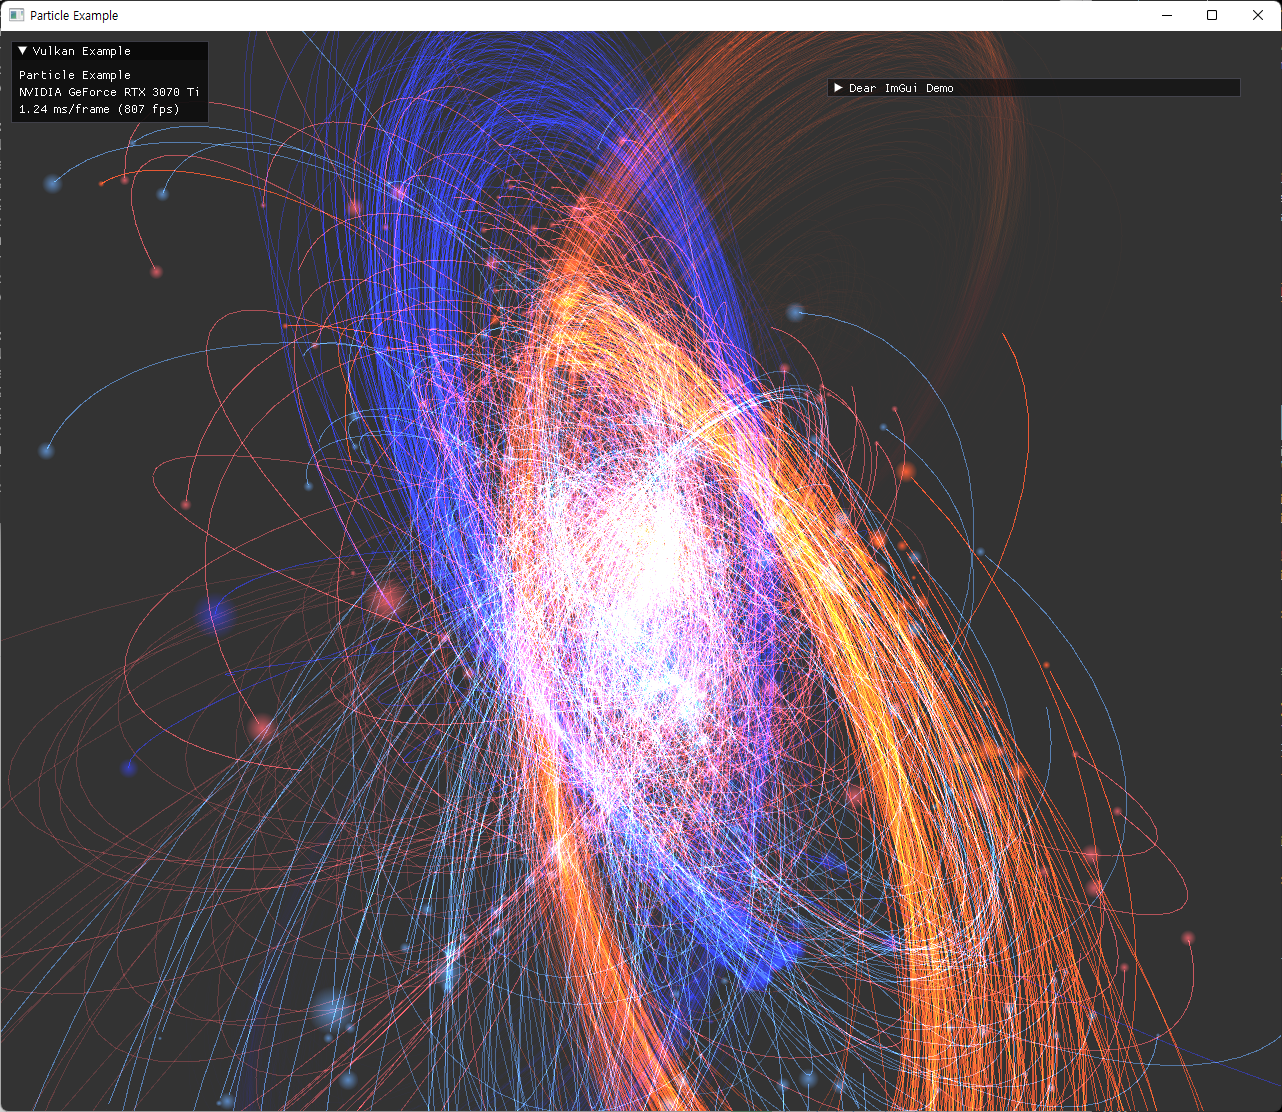 Particle Example
Vulkan Example
Particle Example
NVIDIA GeForce RTX 3070 Ti
1.24 ms/frame (807 fps)
Dear ImGui Demo